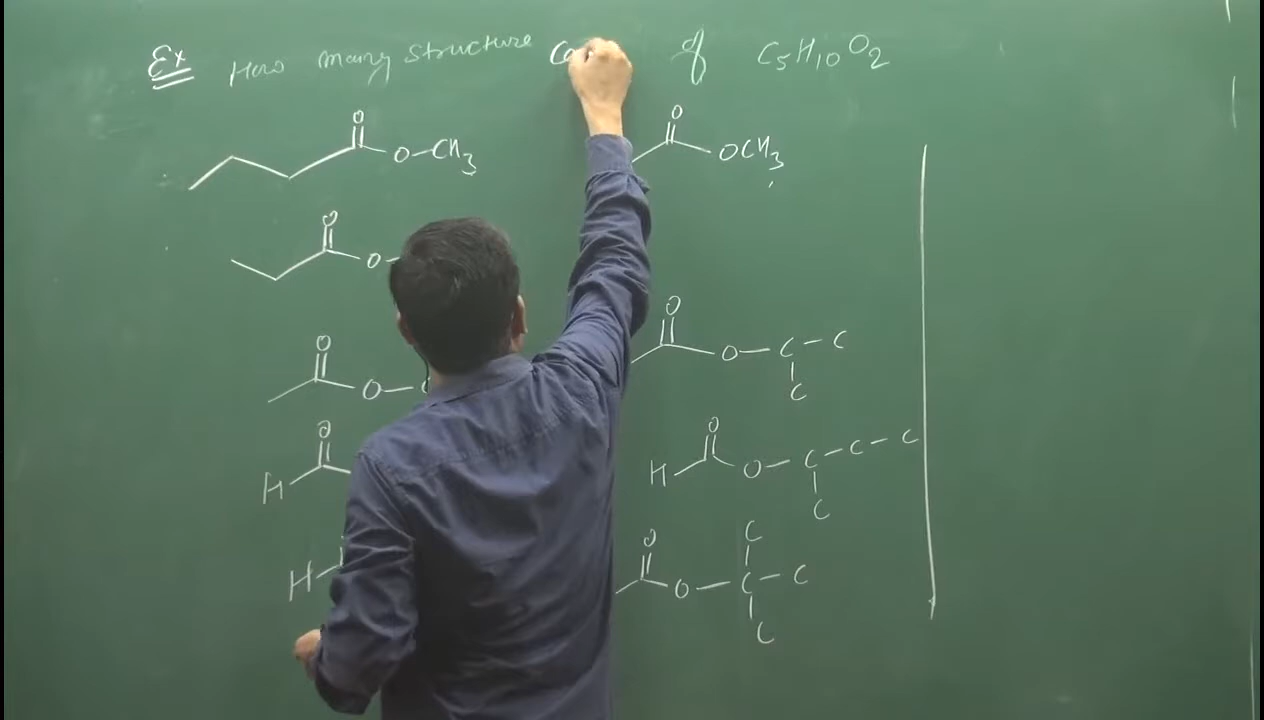 Ex How many structure of C5H10O2
O
O-CH3
O
OCH3
O
O
O
O
O-
O
O-C-C
C
O
H
O
H O-C-C-C
C
H
O C
O-C-C
C